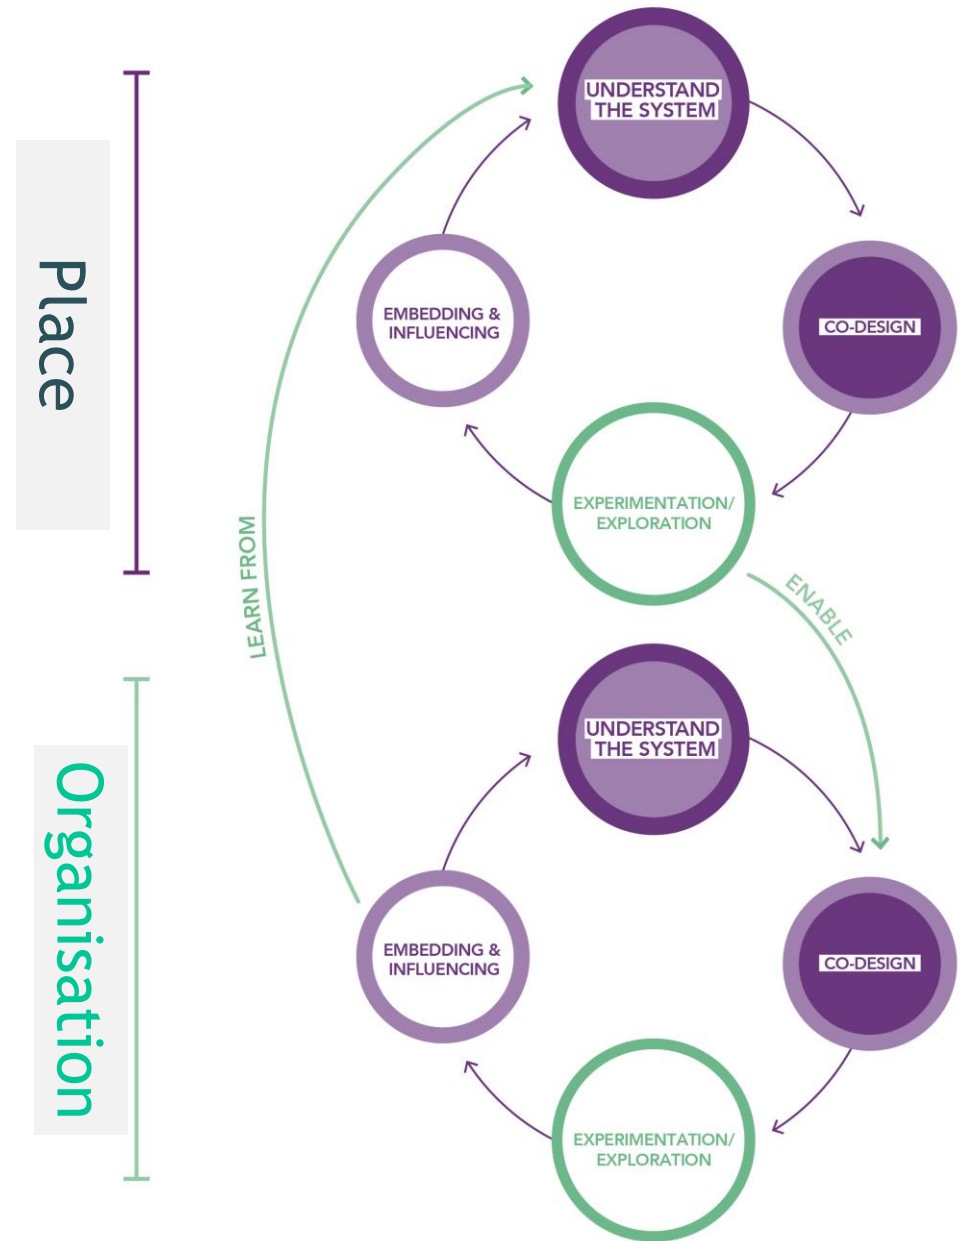 UNDERSTAND
THE SYSTEM
EMBEDDING &
INFLUENCING
CO-DESIGN
Place
EXPERIMENTATION/
EXPLORATION
LEARN FROM
ENABLE
UNDERSTAND
THE SYSTEM
Organisation
EMBEDDING &
INFLUENCING
CO-DESIGN
EXPERIMENTATION/
EXPLORATION